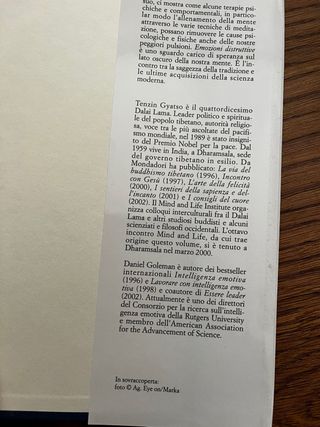 suo, ci mostra come alcune terapie psi-
chiche e comportamentali, in partico-
lar modo l'allenamento della mente
attraverso le varie tecniche di medita-
zione, possano rimuovere le cause psi-
cologiche e fisiche anche delle nostre
peggiori pulsioni. Emozioni distruttive
è uno sguardo carico di speranza sul
lato oscuro della nostra mente. È l'in-
contro tra la saggezza della tradizione e
le ultime acquisizioni della scienza
moderna.
Tenzin Gyatso è il quattordicesimo
Dalai Lama. Leader politico e spiritua-
le del popolo tibetano, autorità religio-
sa, voce tra le più ascoltate del pacifi-
smo mondiale, nel 1989 è stato insigni-
to del Premio Nobel per la pace. Dal
1959 vive in India, a Dharamsala, sede
del governo tibetano in esilio. Da
Mondadori ha pubblicato: La via del
buddhismo tibetano (1996), Incontro
con Gesù (1997), L'arte della felicità
(2000), I sentieri della sapienza e del-
l'incanto (2001) e I consigli del cuore
(2002). Il Mind and Life Institute orga-
nizza colloqui interculturali fra il Dalai
Lama e altri studiosi buddisti e alcuni
scienziati e filosofi occidentali. L'ottavo
incontro Mind and Life, da cui trae
origine questo volume, si è tenuto a
Dharamsala nel marzo 2000.
Daniel Goleman è autore dei bestseller
internazionali Intelligenza emotiva
(1996) e Lavorare con intelligenza emo-
tiva (1998) e coautore di Essere leader
(2002). Attualmente è uno dei direttori
del Consorzio per la ricerca sull'intelli-
genza emotiva della Rutgers University
e membro dell'American Association
for the Advancement of Science.
In sovraccoperta:
foto © Ag. Eye on/Marka